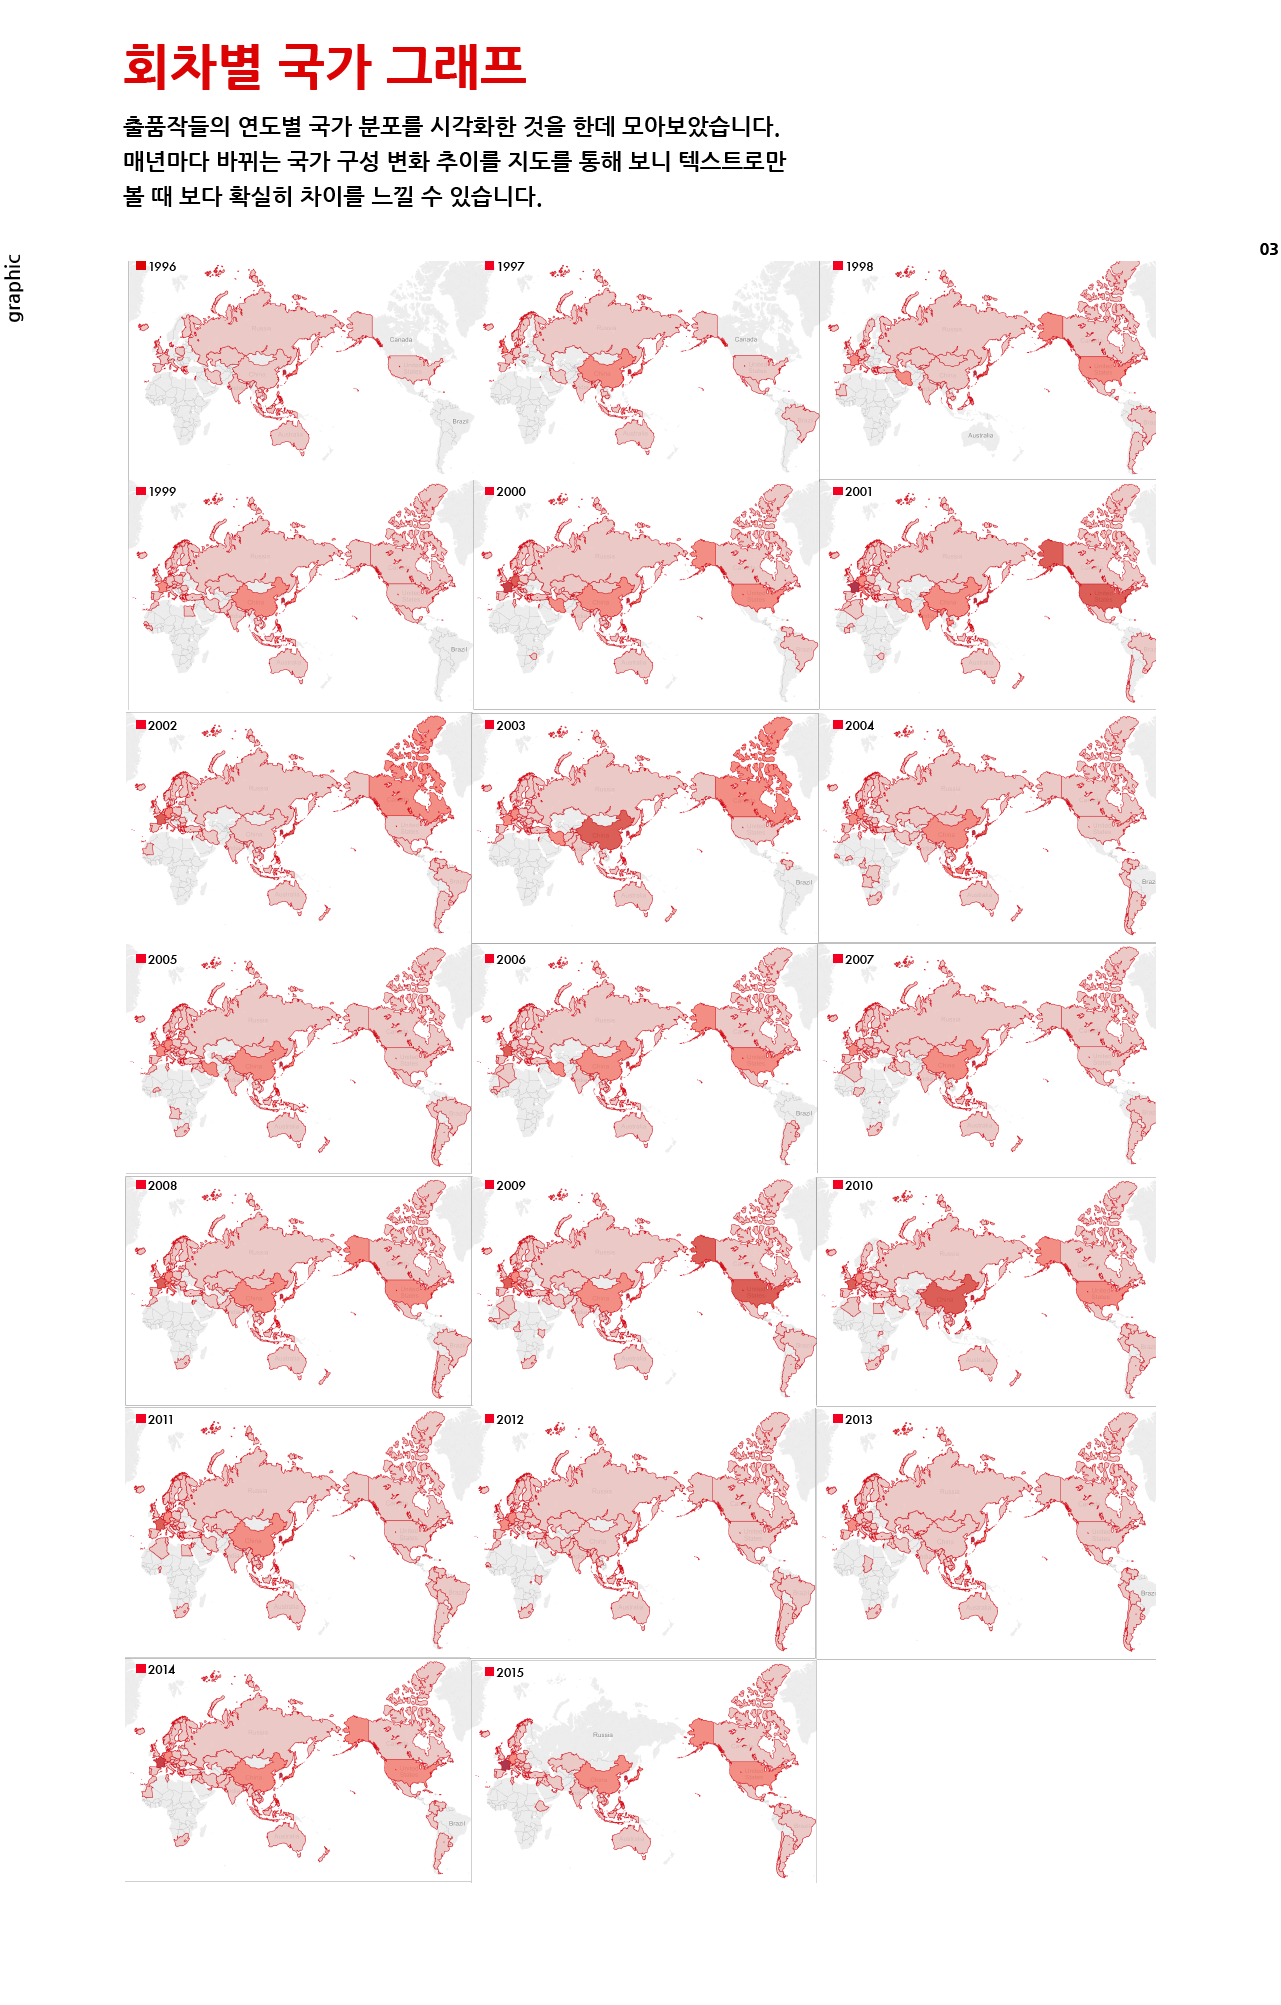 회차별 국가 그래프
출품작들의 연도별 국가 분포를 시각화한 것을 한데 모아보았습니다.
매년마다 바뀌는 국가 구성 변화 추이를 지도를 통해 보니 텍스트로만
볼 때 보다 확실히 차이를 느낄 수 있습니다.
graphic
03
1996
Russia
Canada
Brazil
1997
Russia
Canada
1998
Russia
Australia
1999
Russia
Brazil
2000
Russia
2001
Russia
2002
Russia
2003
Russia
Brazil
2004
Russia
Brazil
2005
Russia
2006
Russia
Brazil
2007
Russia
2008
Russia
2009
Russia
2010
Russia
2011
Russia
2012
Russia
2013
Russia
Brazil
2014
Russia
Brazil
2015
Russia